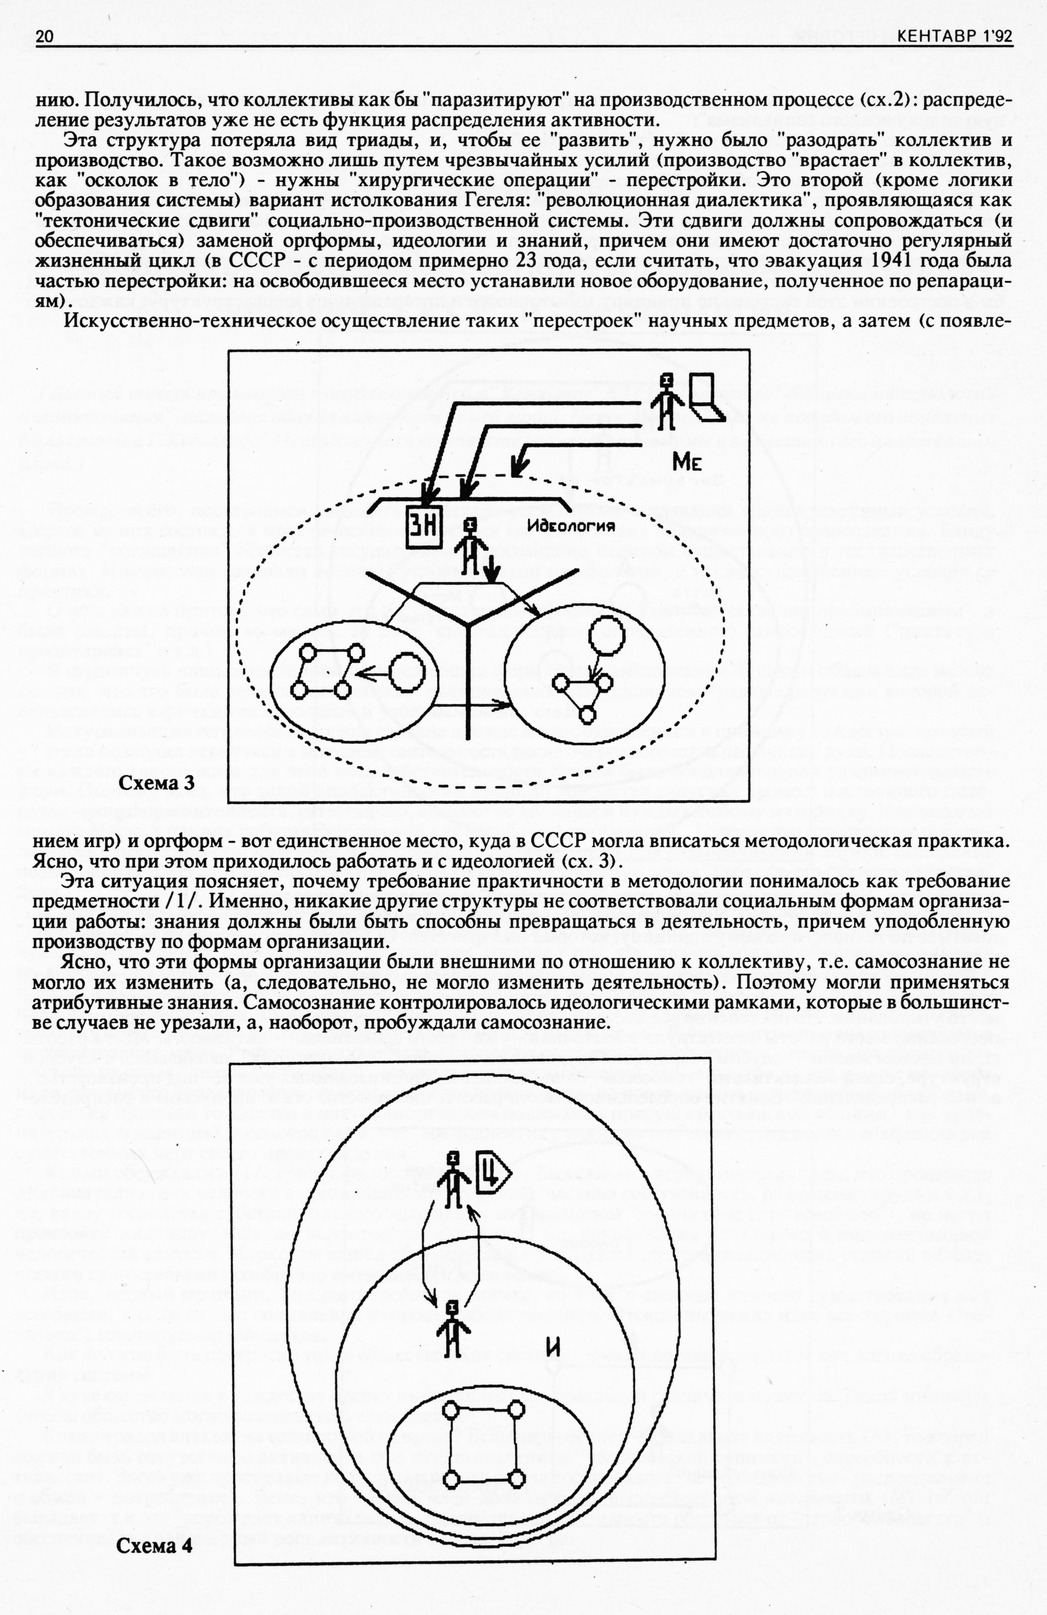 20
КЕНТАВР 1'92
нию. Получилось, что коллективы как бы "паразитируют" на производственном процессе (сх.2): распреде-
ление результатов уже не есть функция распределения активности.
Эта структура потеряла вид триады, и, чтобы ее "развить", нужно было "разодрать" коллектив и
производство. Такое возможно лишь путем чрезвычайных усилий (производство "врастает" в коллектив,
как "осколок в тело") - нужны "хирургические операции" - перестройки. Это второй (кроме логики
образования системы) вариант истолкования Гегеля: "революционная диалектика", проявляющаяся как
"тектонические сдвиги" социально-производственной системы. Эти сдвиги должны сопровождаться (и
обеспечиваться) заменой оргформы, идеологии и знаний, причем они имеют достаточно регулярный
жизненный цикл (в СССР - с периодом примерно 23 года, если считать, что эвакуация 1941 года была
частью перестройки: на освободившееся место установили новое оборудование, полученное по репараци-
ям).
Искусственно-техническое осуществление таких "перестроек" научных предметов, а затем (с появле-
МЕ
ЗН
Идеология
Схема 3
нием игр) и оргформ - вот единственное место, куда в СССР могла вписаться методологическая практика.
Ясно, что при этом приходилось работать и с идеологией (сх. 3).
Эта ситуация поясняет, почему требование практичности в методологии понималось как требование
предметности /1/. Именно, никакие другие структуры не соответствовали социальным формам организа-
ции работы: знания должны были быть способны превращаться в деятельность, причем уподобленную
производству по формам организации.
Ясно, что эти формы организации были внешними по отношению к коллективу, т.е. самосознание не
могло их изменить (а, следовательно, не могло изменить деятельность). Поэтому могли применяться
атрибутивные знания. Самосознание контролировалось идеологическими рамками, которые в большинст-
ве случаев не урезали, а, наоборот, пробуждали самосознание.
Ц
И
Схема 4